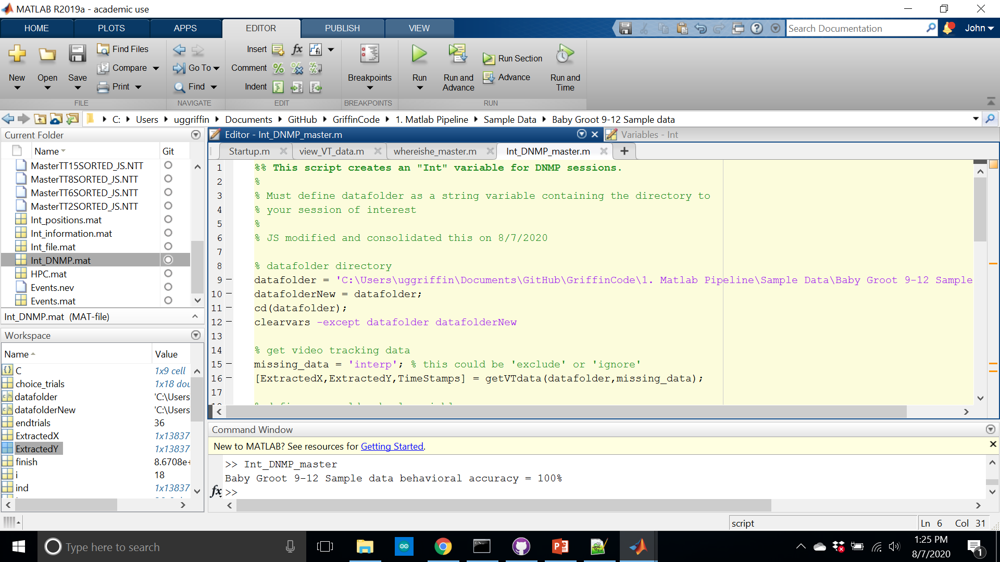 MATLAB R2019a - academic use
HOME PLOTS APPS EDITOR PUBLISH VIEW
Search Documentation
John
New Open Save
Find Files
Compare
Print
FILE
Go To
Find
NAVIGATE
Insert fx
Comment
Indent
EDIT
Breakpoints
BREAKPOINTS
Run
Run and Advance
Run Section
Advance
Run and Time
RUN
C: Users uggriffin Documents GitHub GriffinCode 1. Matlab Pipeline Sample Data Baby Groot 9-12 Sample data
Current Folder
Name Git
MasterTT15SORTED_JS.NTT
MasterTT8SORTED_JS.NTT
MasterTT6SORTED_JS.NTT
MasterTT2SORTED_JS.NTT
Int_positions.mat
Int_information.mat
Int_file.mat
Int_DNMP.mat
HPC.mat
Events.nev
Events.mat
Int_DNMP.mat (MAT-file)
Workspace
Name Value
C 1x9 cell
choice_trials 1x18 dou
datafolder 'C:\Users
datafolderNew 'C:\Users
endtrials 36
ExtractedX 1x13837
ExtractedY 1x13837
finish 8.6708e+
i 18
ind 1x13837
Editor - Int_DNMP_master.m
Variables - Int
Startup.m view_VT_data.m whereishe_master.m Int_DNMP_master.m +
1 %% This script creates an "Int" variable for DNMP sessions.
2 %
3 % Must define datafolder as a string variable containing the directory to
4 % your session of interest
5 %
6 % JS modified and consolidated this on 8/7/2020
7
8 % datafolder directory
9 datafolder = 'C:\Users\uggriffin\Documents\GitHub\GriffinCode\1. Matlab Pipeline\Sample Data\Baby Groot 9-12 Sample
10 datafolderNew = datafolder;
11 cd(datafolder);
12 clearvars -except datafolder datafolderNew
13
14 % get video tracking data
15 missing_data = 'interp'; % this could be 'exclude' or 'ignore'
16 [ExtractedX,ExtractedY,TimeStamps] = getVTdata(datafolder,missing_data);
17
Command Window
New to MATLAB? See resources for Getting Started.
>> Int_DNMP_master
Baby Groot 9-12 Sample data behavioral accuracy = 100%
fx >>
script Ln 6 Col 31
Type here to search
1:25 PM
8/7/2020
1